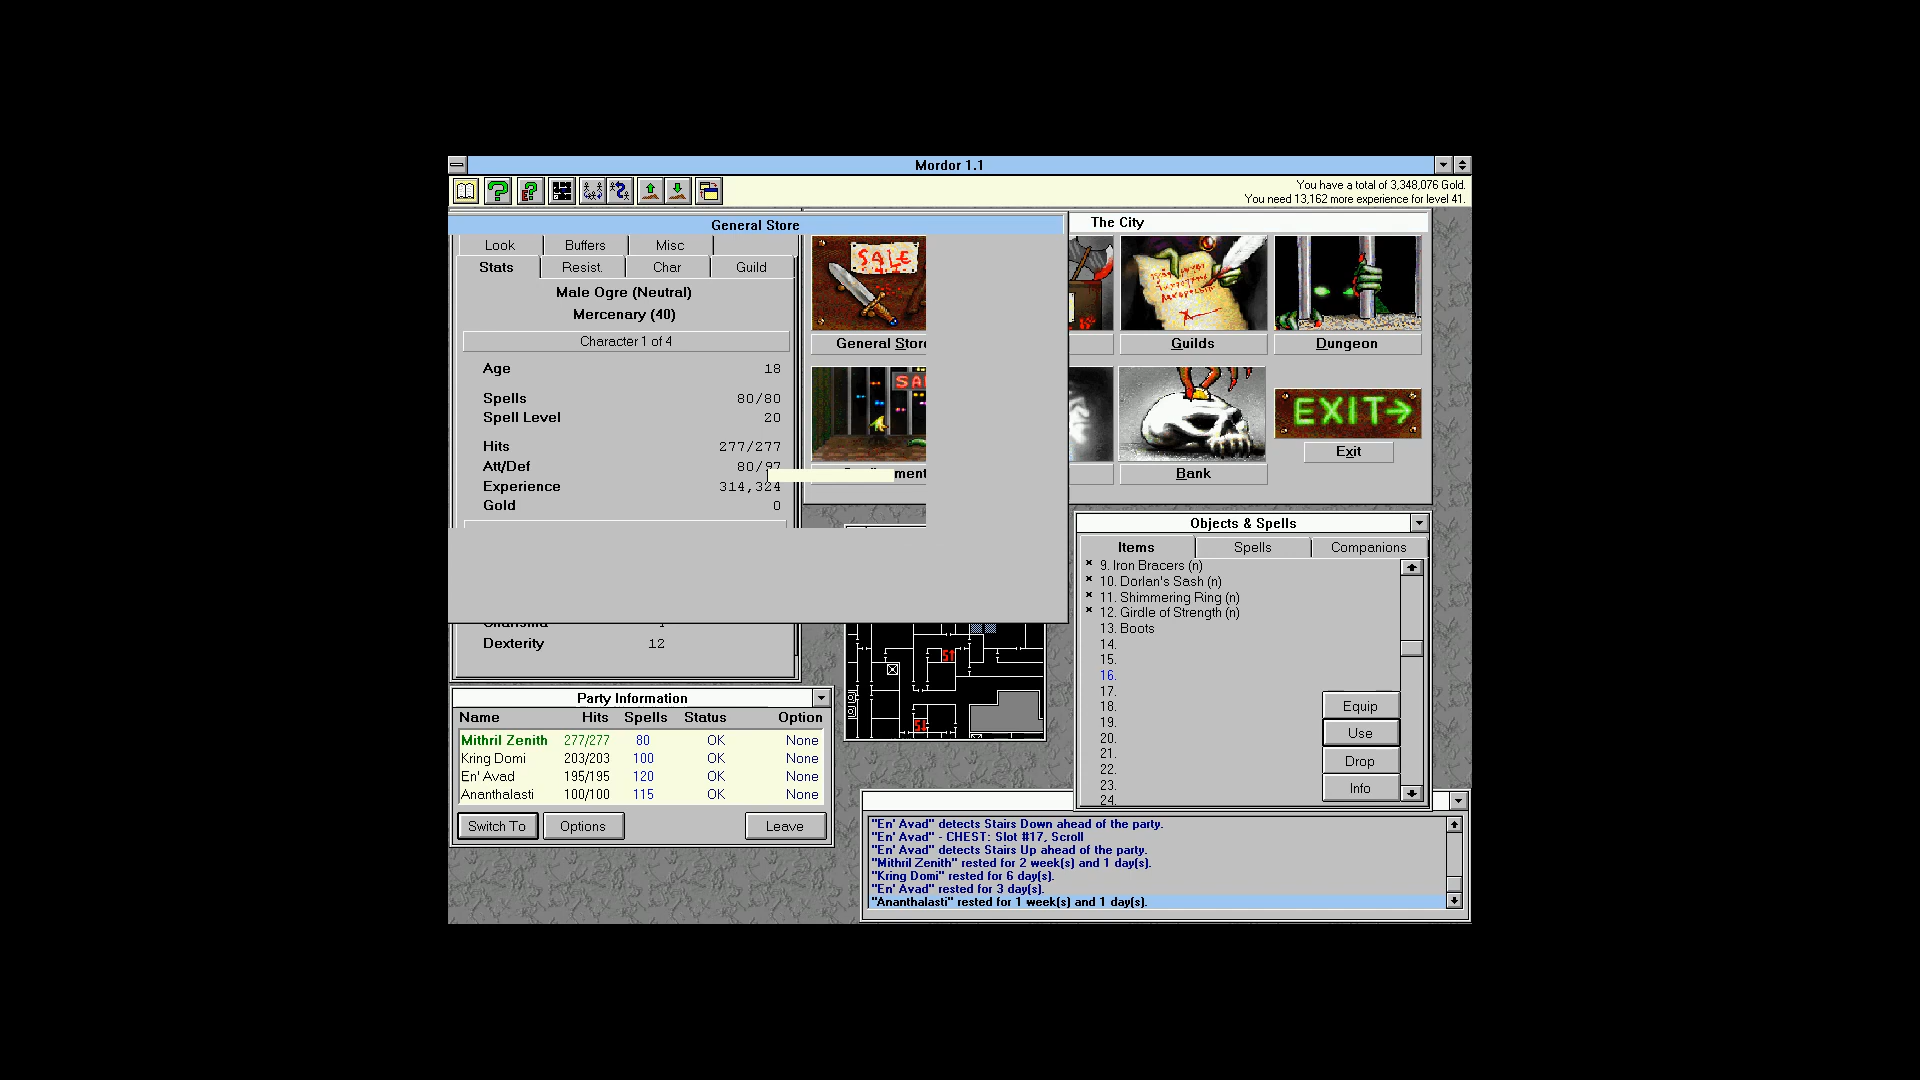 Mordor 1.1
You have a total of 3,348,076 Gold.
You need 13,162 more experience for level 41.
General Store
The City
Look Buffers Misc
Stats Resist. Char Guild
Male Ogre (Neutral)
Mercenary (40)
Character 1 of 4
Age 18
Spells 80/80
Spell Level 20
Hits 277/277
Att/Def 80/97
Experience 314,324
Gold 0
Dexterity 12
SALE
General Store
Guilds
Dungeon
SA
ment
Bank
EXIT→
Exit
Objects & Spells
Items Spells Companions
× 9. Iron Bracers (n)
× 10. Dorlan's Sash (n)
× 11. Shimmering Ring (n)
× 12. Girdle of Strength (n)
13. Boots
14.
15.
16.
17.
18.
19.
20.
21.
22.
23.
24.
Equip
Use
Drop
Info
Party Information
Name Hits Spells Status Option
Mithril Zenith 277/277 80 OK None
Kring Domi 203/203 100 OK None
En' Avad 195/195 120 OK None
Ananthalasti 100/100 115 OK None
Switch To Options Leave
"En' Avad" detects Stairs Down ahead of the party.
"En' Avad" - CHEST: Slot #17, Scroll
"En' Avad" detects Stairs Up ahead of the party.
"Mithril Zenith" rested for 2 week(s) and 1 day(s).
"Kring Domi" rested for 6 day(s).
"En' Avad" rested for 3 day(s).
"Ananthalasti" rested for 1 week(s) and 1 day(s).